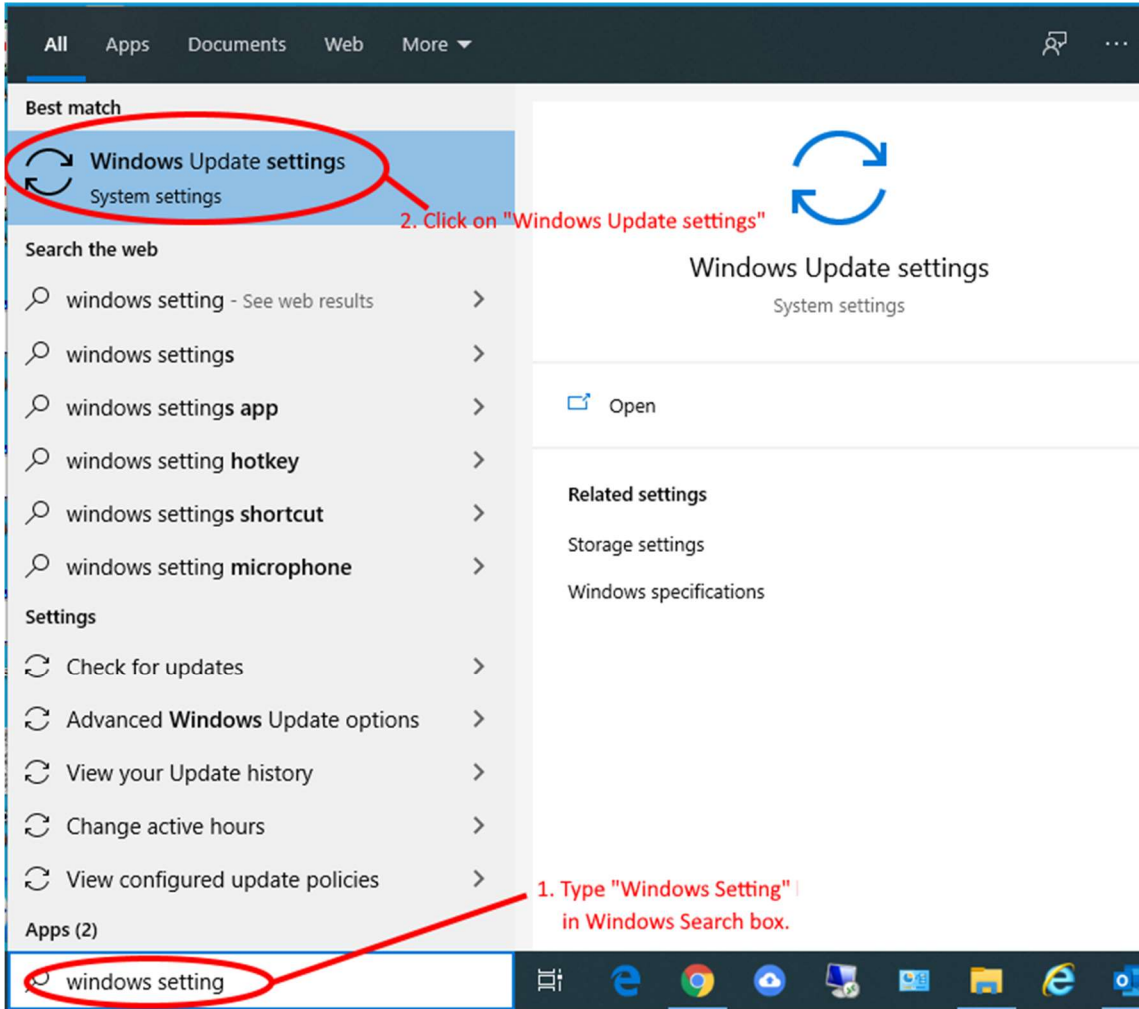 All Apps Documents Web More
Best match
Windows Update settings
System settings
2. Click on "Windows Update settings"
Search the web
windows setting - See web results
windows settings
windows settings app
windows setting hotkey
windows settings shortcut
windows setting microphone
Settings
Check for updates
Advanced Windows Update options
View your Update history
Change active hours
View configured update policies
Apps (2)
windows setting
Windows Update settings
System settings
Open
Related settings
Storage settings
Windows specifications
1. Type "Windows Setting"
in Windows Search box.